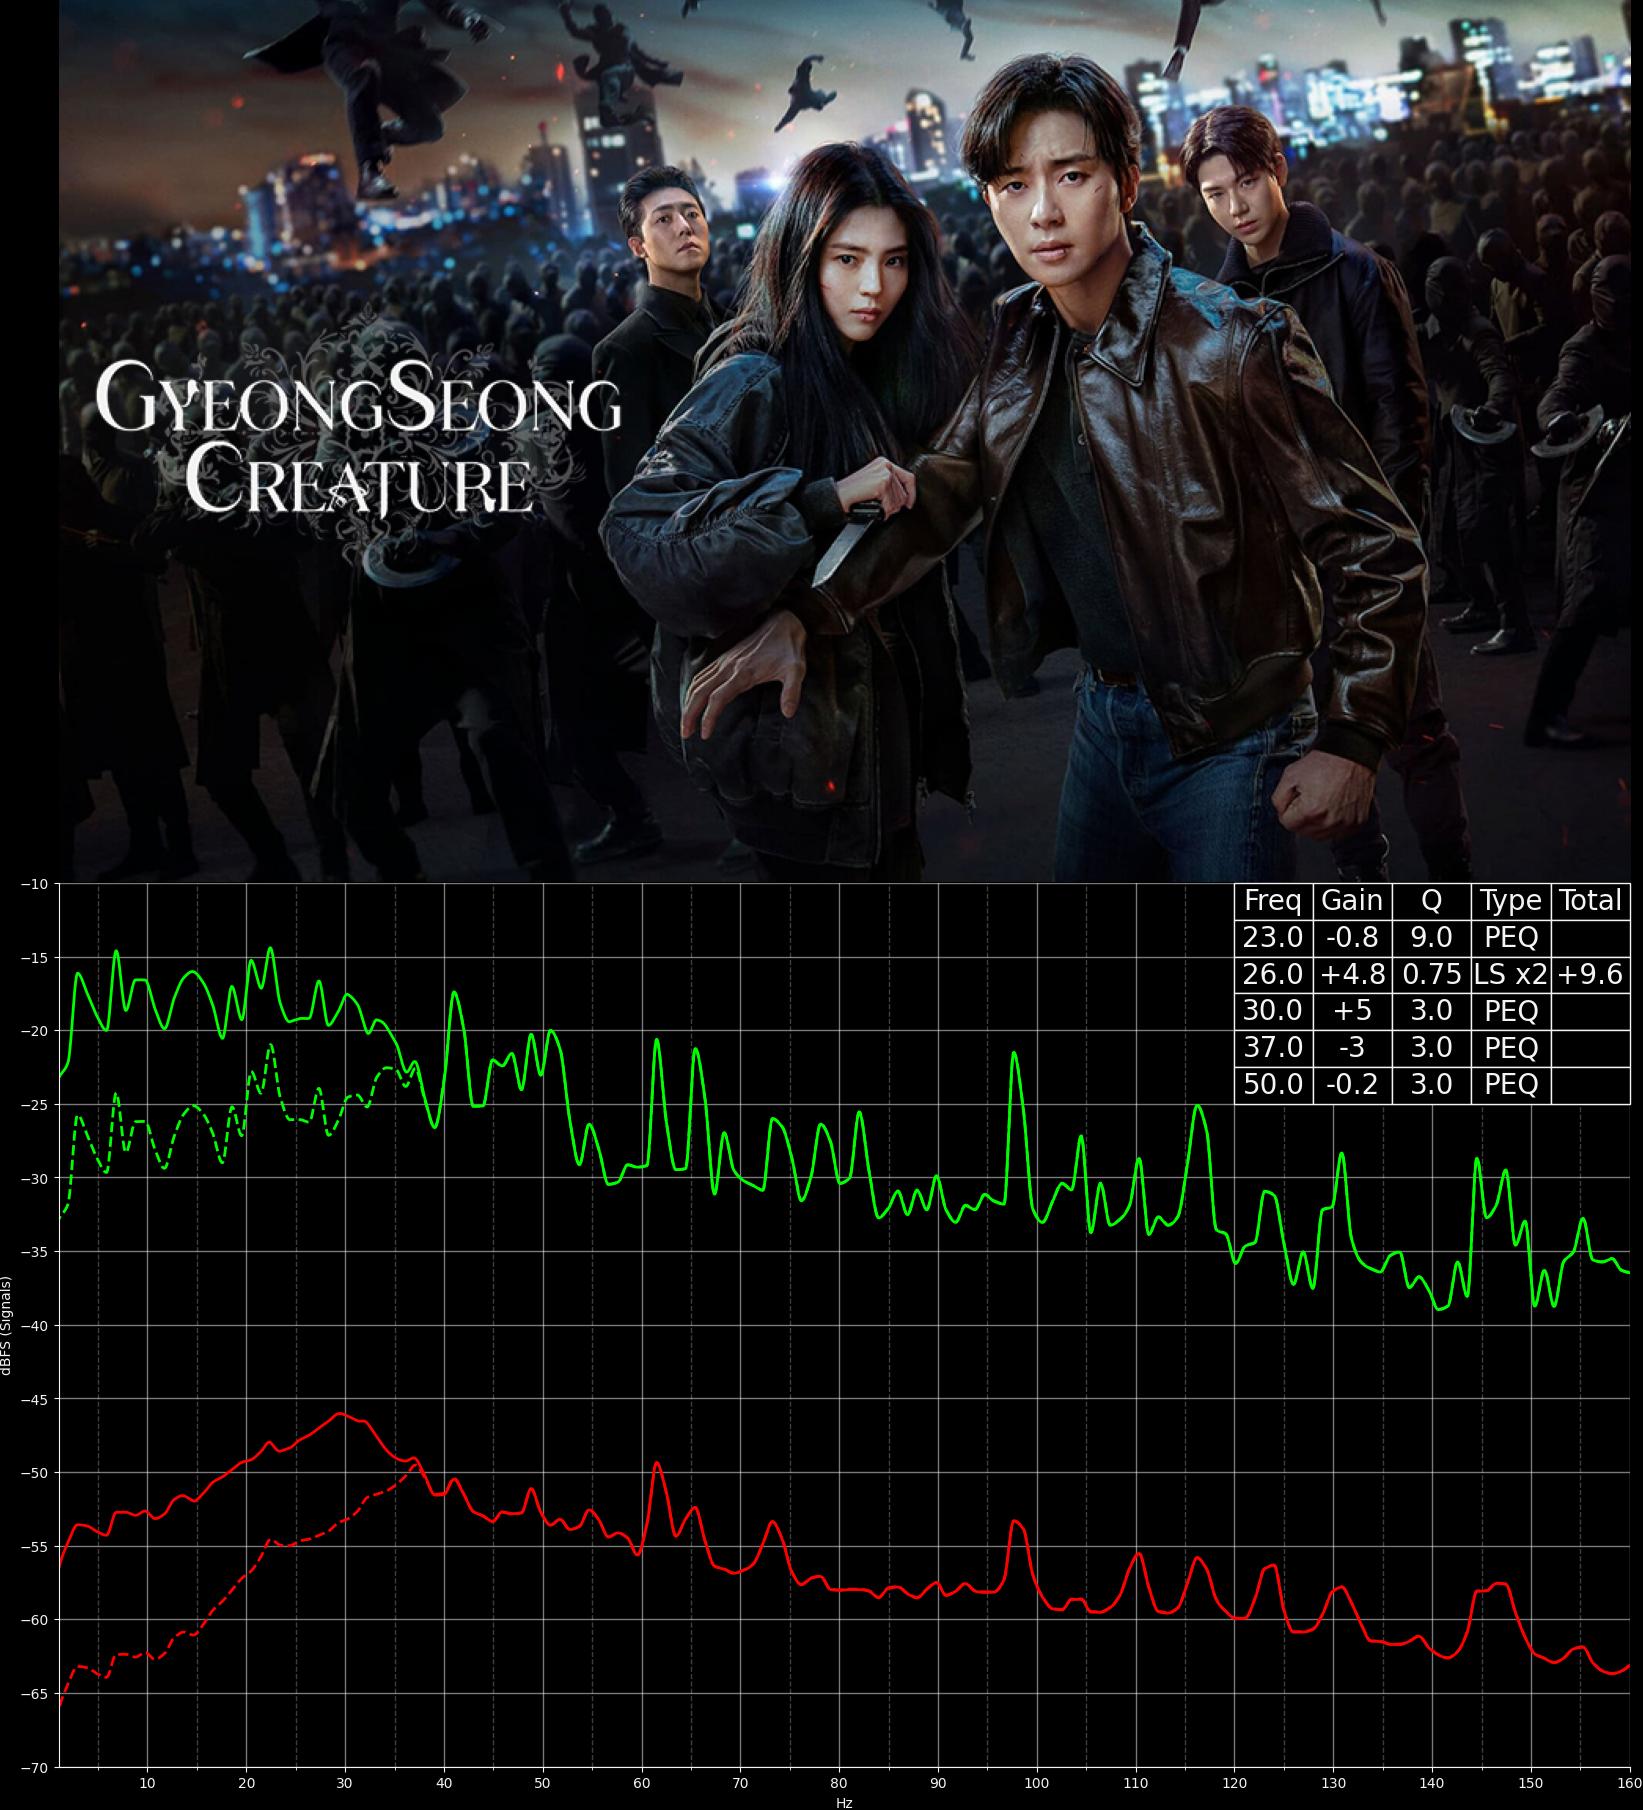 GYEONGSEONG
CREATURE
Freq Gain Q Type Total
23.0 -0.8 9.0 PEQ
26.0 +4.8 0.75 LS x2 +9.6
30.0 +5 3.0 PEQ
37.0 -3 3.0 PEQ
50.0 -0.2 3.0 PEQ
−10
−15
−20
−25
−30
−35
−40
−45
−50
−55
−60
−65
−70
dBFS (Signals)
10 20 30 40 50 60 70 80 90 100 110 120 130 140 150 160
Hz